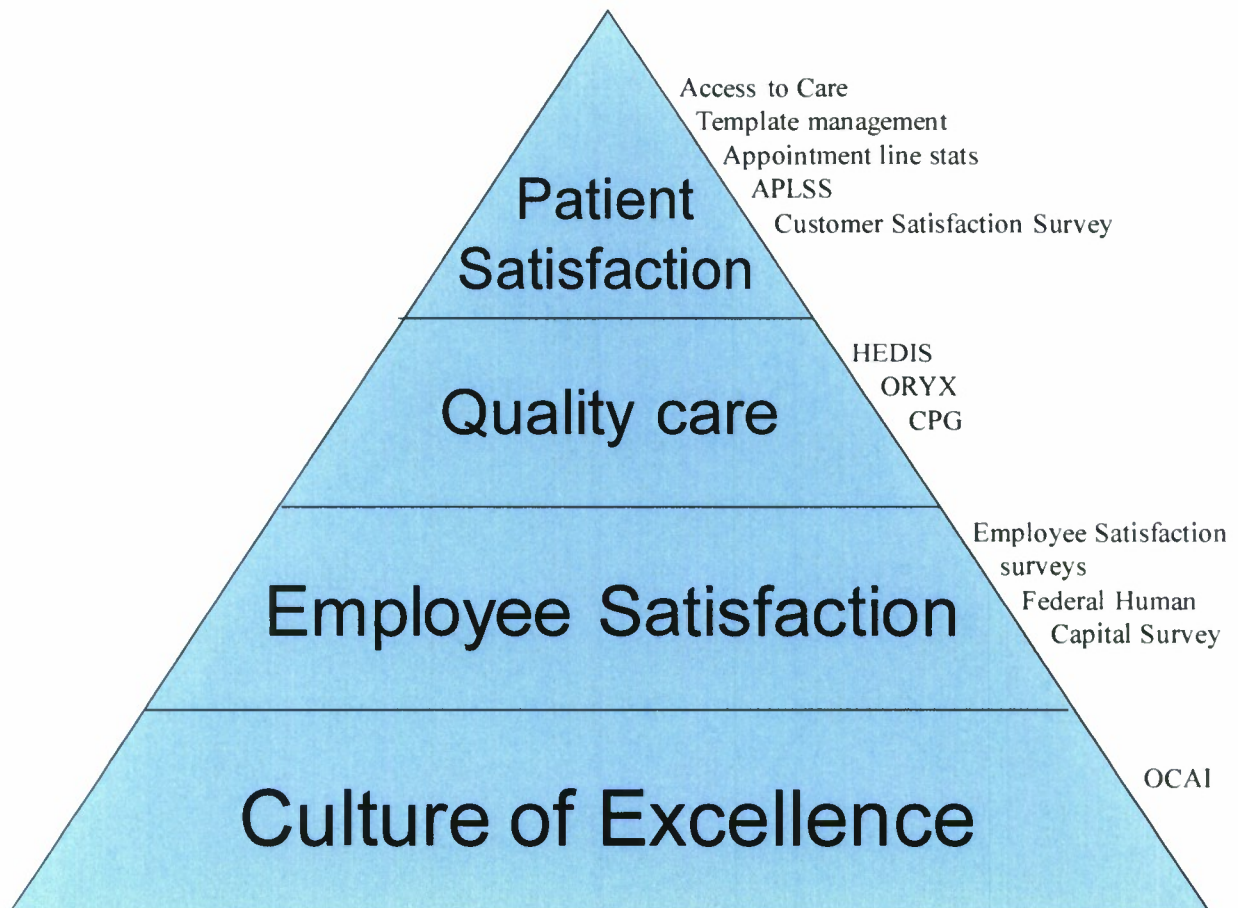 Access to Care
Template management
Appointment line stats
APLSS
Customer Satisfaction Survey
Patient
Satisfaction
HEDIS
ORYX
CPG
Quality care
Employee Satisfaction
surveys
Federal Human
Capital Survey
Employee Satisfaction
OCAI
Culture of Excellence